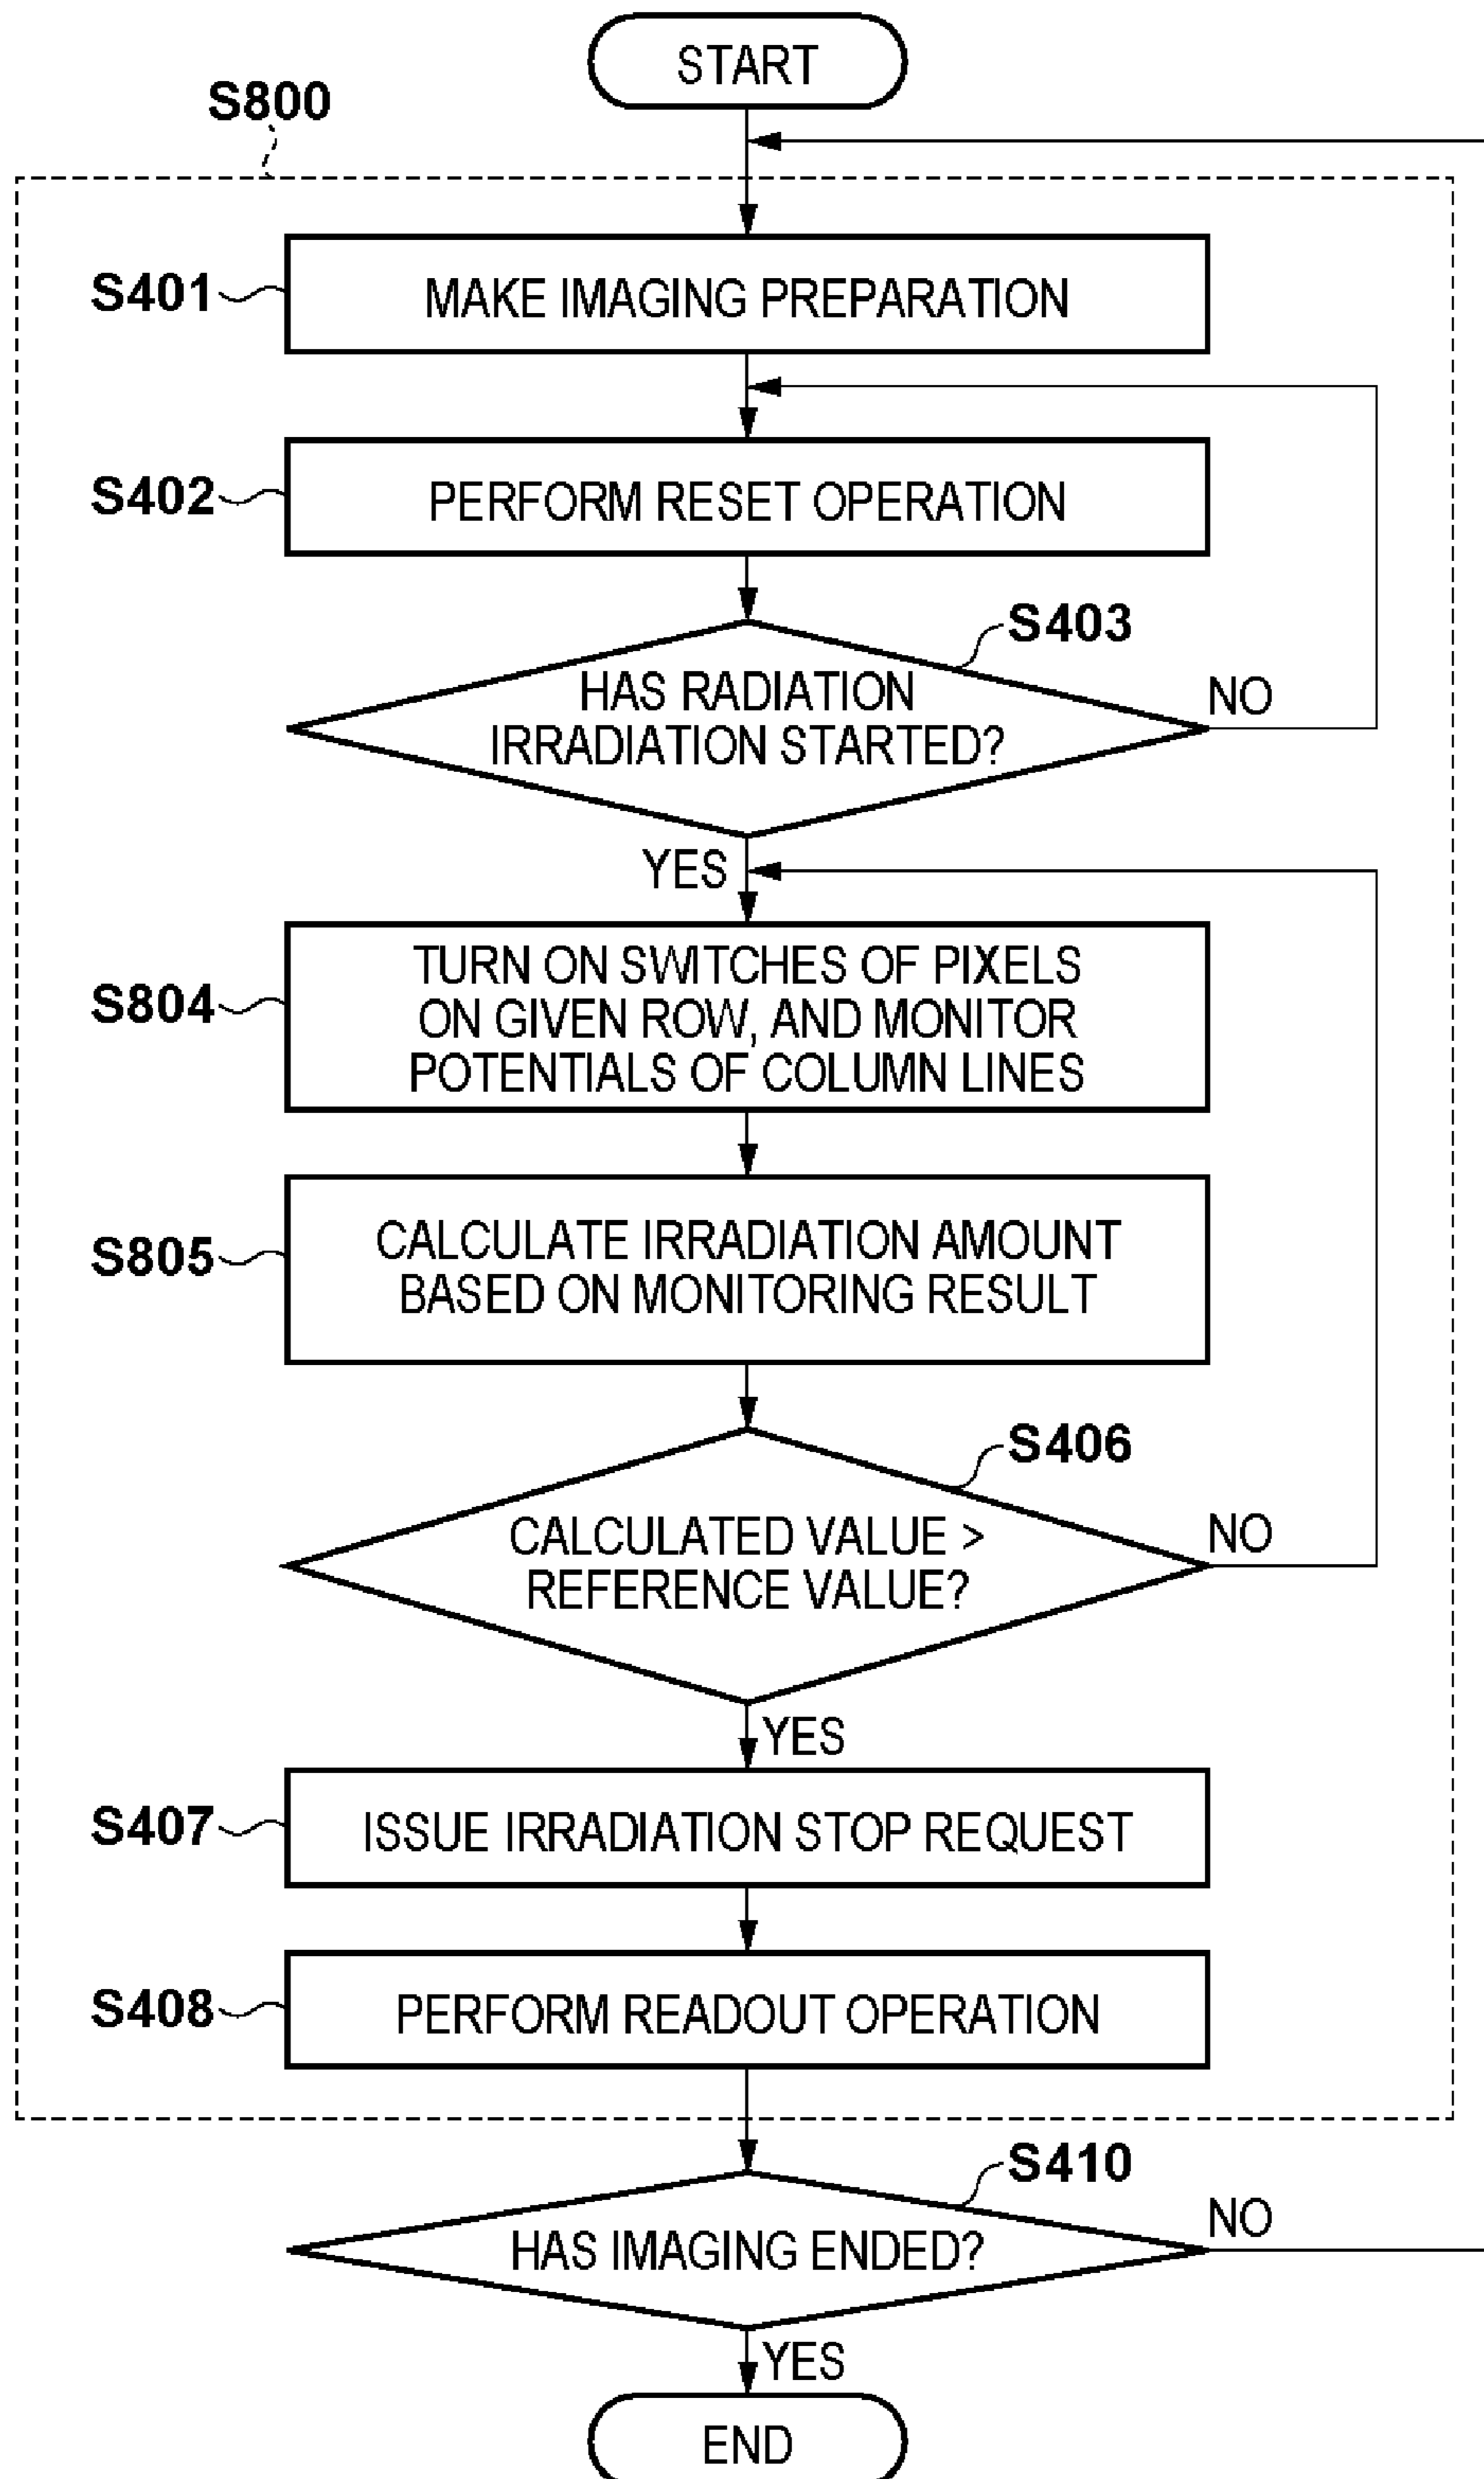 START
S800
S401
MAKE IMAGING PREPARATION
S402
PERFORM RESET OPERATION
S403
HAS RADIATION
IRRADIATION STARTED?
NO
YES
S804
TURN ON SWITCHES OF PIXELS
ON GIVEN ROW, AND MONITOR
POTENTIALS OF COLUMN LINES
S805
CALCULATE IRRADIATION AMOUNT
BASED ON MONITORING RESULT
S406
CALCULATED VALUE >
REFERENCE VALUE?
NO
YES
S407
ISSUE IRRADIATION STOP REQUEST
S408
PERFORM READOUT OPERATION
S410
HAS IMAGING ENDED?
NO
YES
END